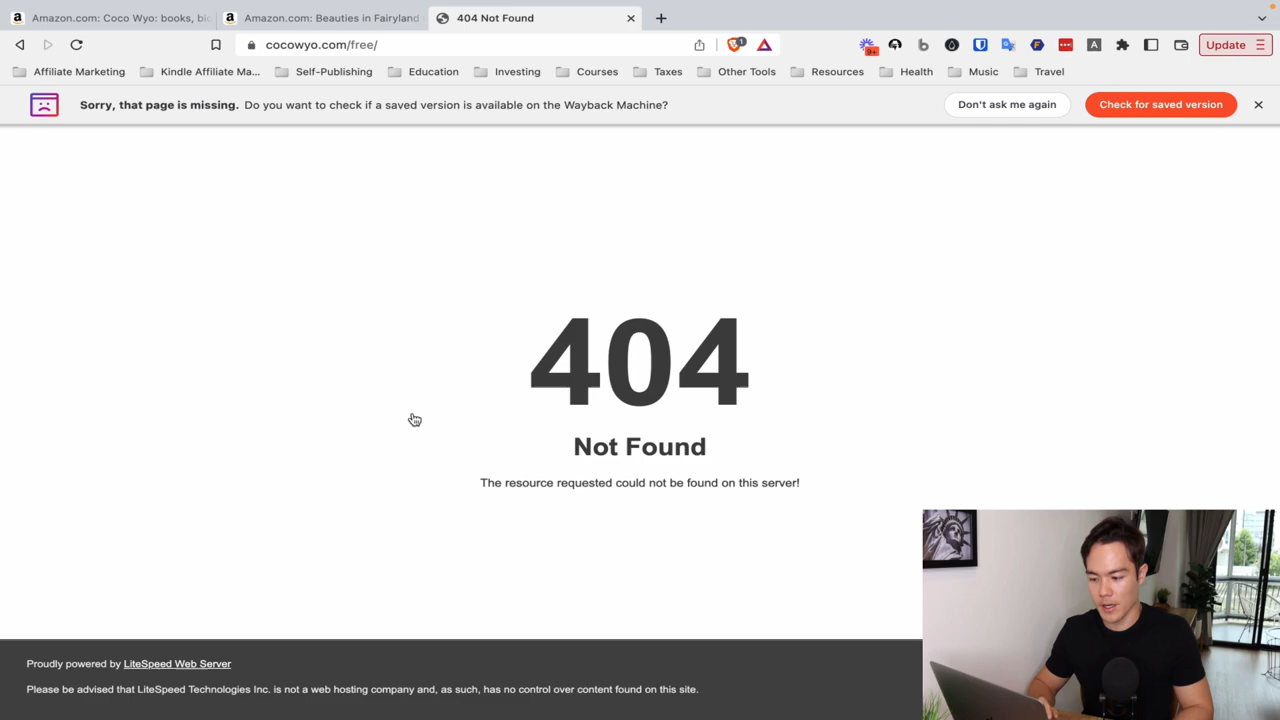 Amazon.com: Coco Wyo: books, bic
Amazon.com: Beauties in Fairyland
404 Not Found
cocowyo.com/free/
1
9+
A
Update
Affiliate Marketing
Kindle Affiliate Ma...
Self-Publishing
Education
Investing
Courses
Taxes
Other Tools
Resources
Health
Music
Travel
Sorry, that page is missing. Do you want to check if a saved version is available on the Wayback Machine?
Don't ask me again
Check for saved version
404
Not Found
The resource requested could not be found on this server!
Proudly powered by LiteSpeed Web Server
Please be advised that LiteSpeed Technologies Inc. is not a web hosting company and, as such, has no control over content found on this site.